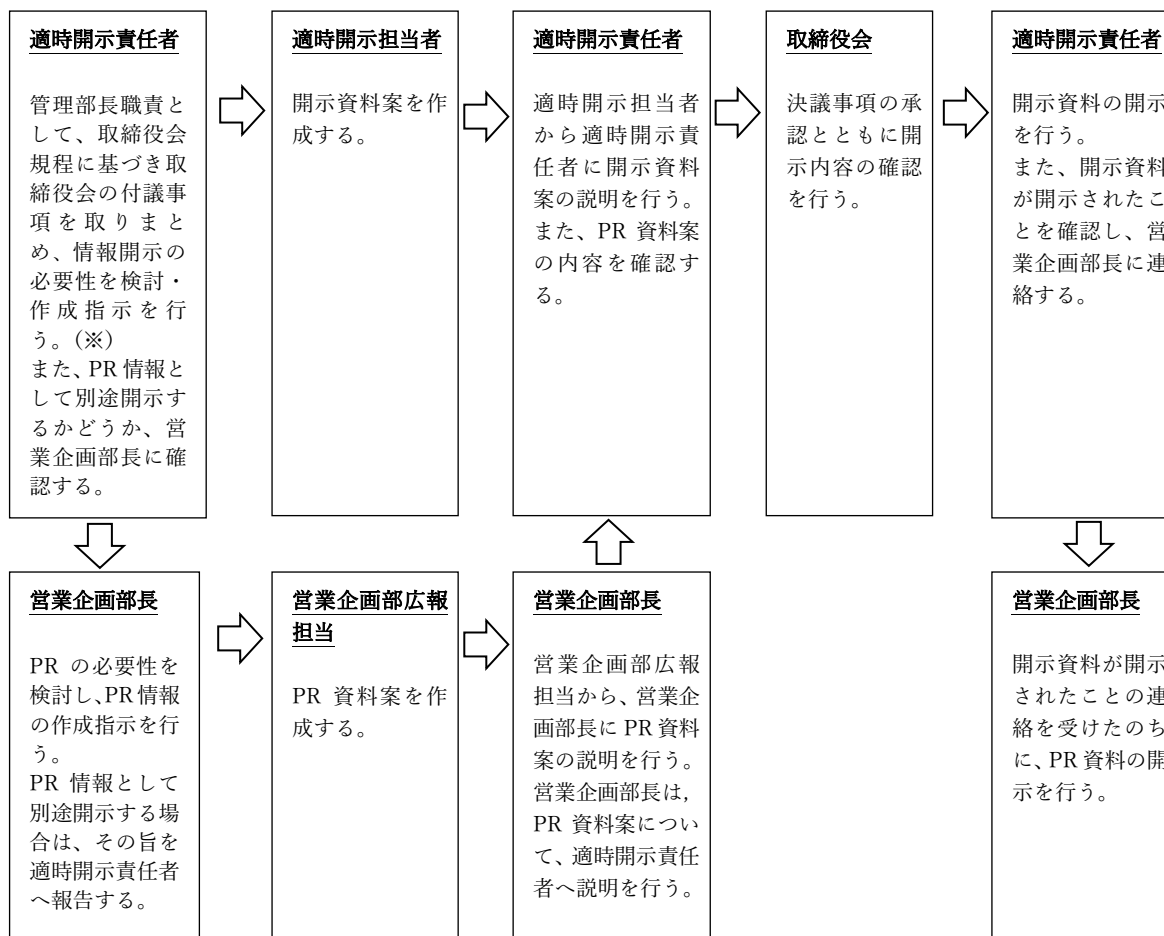 適時開示責任者
管理部長職責と
して、取締役会
規程に基づき取
締役会の付議事
項を取りまと
め、情報開示の
必要性を検討・
作成指示を行
う。（※）
また、PR 情報と
して別途開示す
るかどうか、営
業企画部長に確
認する。
適時開示担当者
開示資料案を作
成する。
適時開示責任者
適時開示担当者
から適時開示責
任者に開示資料
案の説明を行う。
また、PR 資料案
の内容を確認す
る。
取締役会
決議事項の承
認とともに開
示内容の確認
を行う。
適時開示責任者
開示資料の開示
を行う。
また、開示資料
が開示されたこ
とを確認し、営
業企画部長に連
絡する。
営業企画部長
PR の必要性を
検討し、PR 情報
の作成指示を行
う。
PR 情報として
別途開示する場
合は、その旨を
適時開示責任者
へ報告する。
営業企画部広報
担当
PR 資料案を作
成する。
営業企画部長
営業企画部広報
担当から、営業企
画部長に PR 資料
案の説明を行う。
営業企画部長は,
PR 資料案につい
て、適時開示責任
者へ説明を行う。
営業企画部長
開示資料が開示
されたことの連
絡を受けたのち
に、PR 資料の開
示を行う。